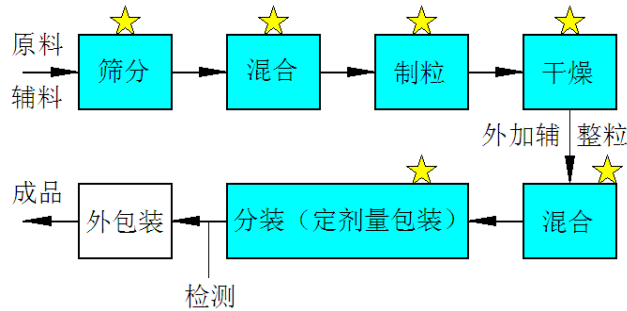 原料
辅料
筛分
混合
制粒
干燥
外加辅
整粒
混合
分装（定剂量包装）
检测
外包装
成品